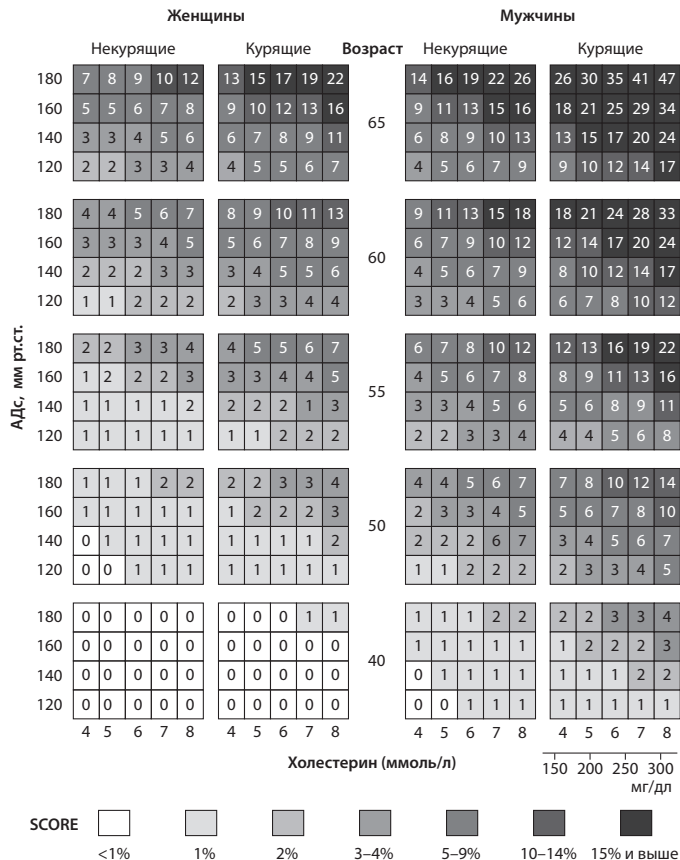 Женщины Мужчины
Некурящие Курящие Возраст Некурящие Курящие
180 7 8 9 10 12 13 15 17 19 22 14 16 19 22 26 26 30 35 41 47
160 5 5 6 7 8 9 10 12 13 16 9 11 13 15 16 18 21 25 29 34
65
140 3 3 4 5 6 6 7 8 9 11 6 8 9 10 13 13 15 17 20 24
120 2 2 3 3 4 4 5 5 6 7 4 5 6 7 9 9 10 12 14 17
180 4 4 5 6 7 8 9 10 11 13 9 11 13 15 18 18 21 24 28 33
160 3 3 3 4 5 5 6 7 8 9 6 7 9 10 12 12 14 17 20 24
60
140 2 2 2 3 3 3 4 5 5 6 4 5 6 7 9 8 10 12 14 17
120 1 1 2 2 2 2 3 3 4 4 3 3 4 5 6 6 7 8 10 12
АДс, мм рт.ст.
180 2 2 3 3 4 4 5 5 6 7 6 7 8 10 12 12 13 16 19 22
160 1 2 2 2 3 3 3 4 4 5 4 5 6 7 8 8 9 11 13 16
55
140 1 1 1 1 2 2 2 2 1 3 3 3 4 5 6 5 6 8 9 11
120 1 1 1 1 1 1 1 2 2 2 2 2 3 3 4 4 4 5 6 8
180 1 1 1 2 2 2 2 3 3 4 4 4 5 6 7 7 8 10 12 14
160 1 1 1 1 1 1 2 2 2 3 2 3 3 4 5 5 6 7 8 10
50
140 0 1 1 1 1 1 1 1 1 2 2 2 2 6 7 3 4 5 6 7
120 0 0 1 1 1 1 1 1 1 1 1 1 2 2 2 2 3 3 4 5
180 0 0 0 0 0 0 0 0 1 1 1 1 1 2 2 2 2 3 3 4
160 0 0 0 0 0 0 0 0 0 0 1 1 1 1 1 1 2 2 2 3
40
140 0 0 0 0 0 0 0 0 0 0 0 1 1 1 1 1 1 1 2 2
120 0 0 0 0 0 0 0 0 0 0 0 0 1 1 1 1 1 1 1 1
4 5 6 7 8 4 5 6 7 8 4 5 6 7 8 4 5 6 7 8
Холестерин (ммоль/л)
150 200 250 300
мг/дл
SCORE
<1% 1% 2% 3–4% 5–9% 10–14% 15% и выше